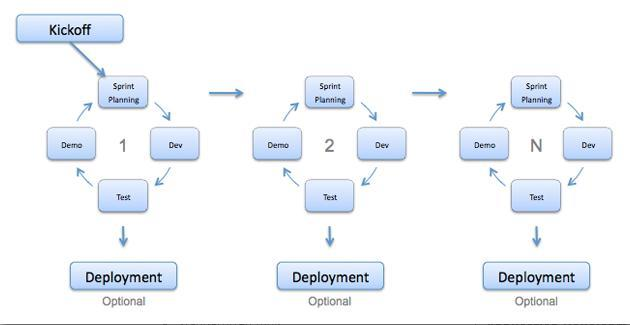 Kickoff
Sprint
Planning
Demo
1
Dev
Test
Deployment
Optional
Sprint
Planning
Demo
2
Dev
Test
Deployment
Optional
Sprint
Planning
Demo
N
Dev
Test
Deployment
Optional